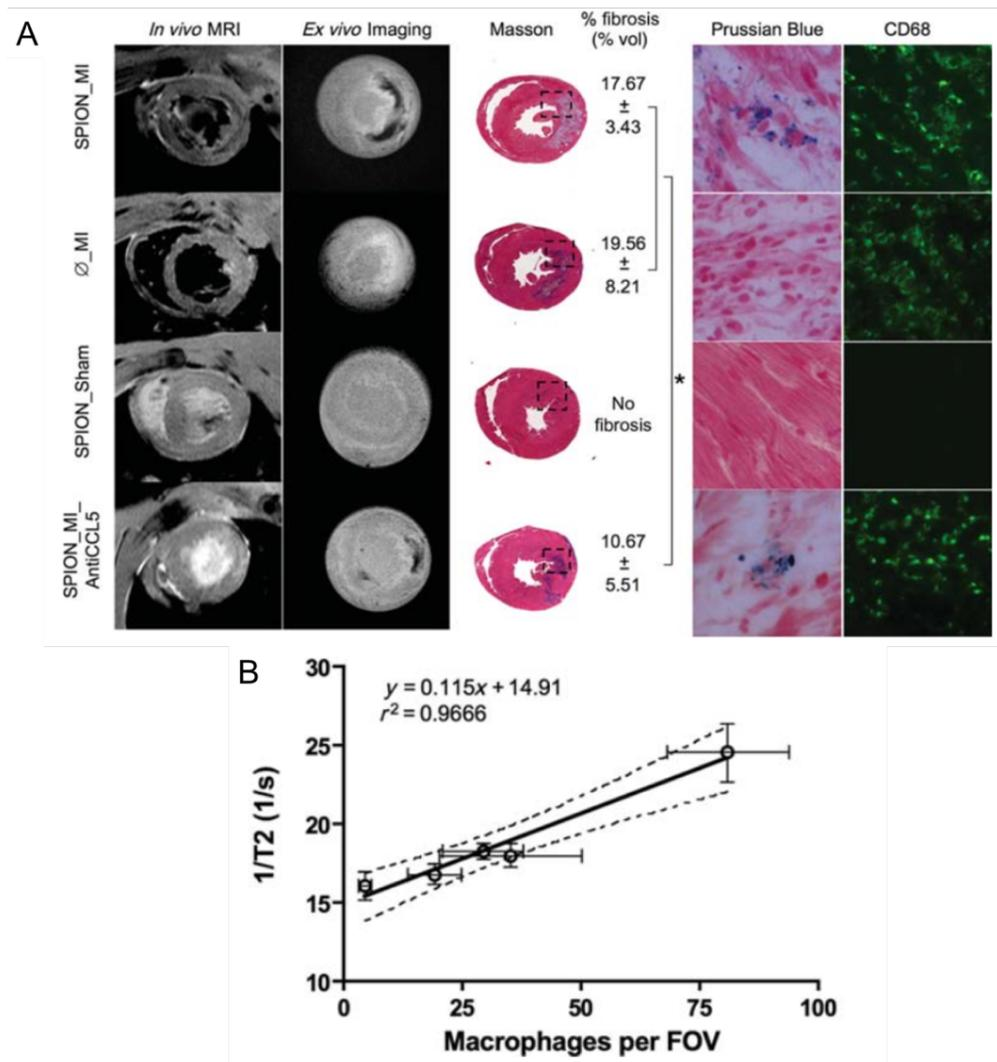 A
In vivo MRI
Ex vivo Imaging
Masson
% fibrosis
(% vol)
Prussian Blue
CD68
SPION_MI
17.67
±
3.43
∅_MI
19.56
±
8.21
SPION_Sham
No
fibrosis
*
SPION_MI_
AntiCCL5
10.67
±
5.51
B
y = 0.115x + 14.91
r² = 0.9666
30
25
20
15
10
1/T2 (1/s)
0
25
50
75
100
Macrophages per FOV